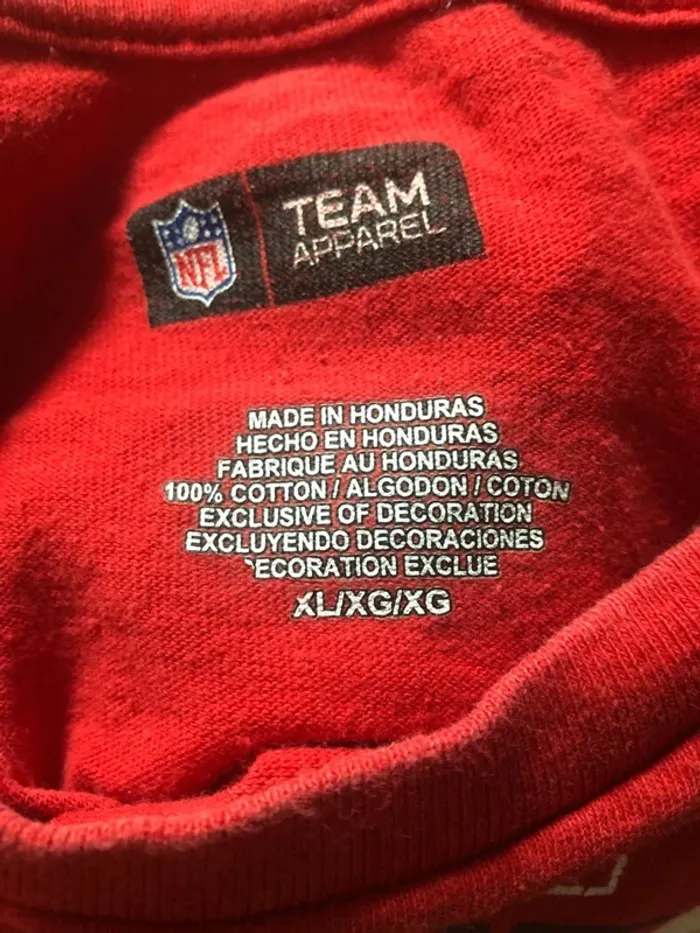 NFL
TEAM
APPAREL
MADE IN HONDURAS
HECHO EN HONDURAS
FABRIQUE AU HONDURAS
100% COTTON / ALGODON / COTON
EXCLUSIVE OF DECORATION
EXCLUYENDO DECORACIONES
ECORATION EXCLUE
XL/XG/XG